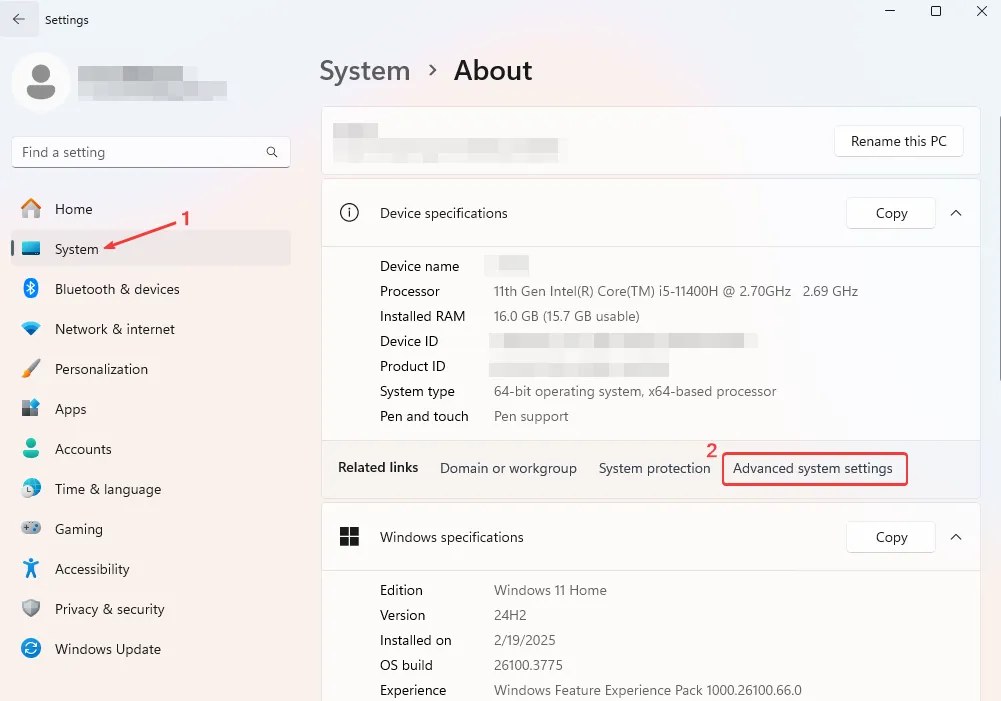 Settings
System > About
Find a setting
Rename this PC
Home
1
System
Bluetooth & devices
Network & internet
Personalization
Apps
Accounts
Time & language
Gaming
Accessibility
Privacy & security
Windows Update
Device specifications
Copy
Device name
Processor 11th Gen Intel(R) Core(TM) i5-11400H @ 2.70GHz 2.69 GHz
Installed RAM 16.0 GB (15.7 GB usable)
Device ID
Product ID
System type 64-bit operating system, x64-based processor
Pen and touch Pen support
2
Related links Domain or workgroup System protection Advanced system settings
Windows specifications Copy
Edition Windows 11 Home
Version 24H2
Installed on 2/19/2025
OS build 26100.3775
Experience Windows Feature Experience Pack 1000.26100.66.0